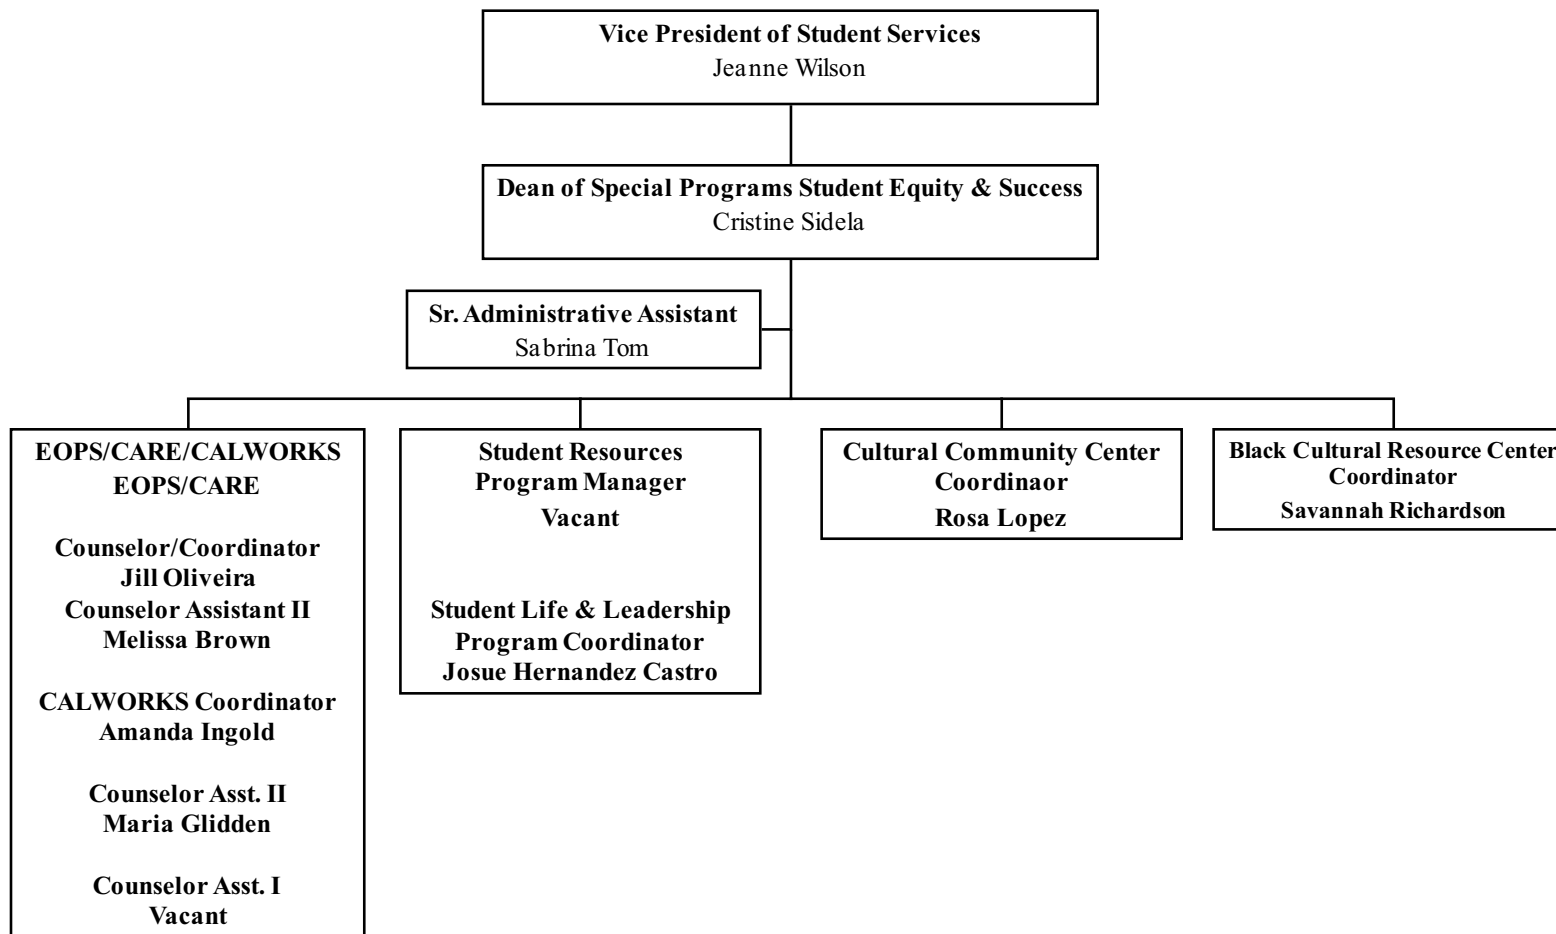 Vice President of Student Services
Jeanne Wilson
Dean of Special Programs Student Equity & Success
Cristine Sidela
Sr. Administrative Assistant
Sabrina Tom
EOPS/CARE/CALWORKS
EOPS/CARE
Counselor/Coordinator
Jill Oliveira
Counselor Assistant II
Melissa Brown
CALWORKS Coordinator
Amanda Ingold
Counselor Asst. II
Maria Glidden
Counselor Asst. I
Vacant
Student Resources
Program Manager
Vacant
Student Life & Leadership
Program Coordinator
Josue Hernandez Castro
Cultural Community Center
Coordinaor
Rosa Lopez
Black Cultural Resource Center
Coordinator
Savannah Richardson